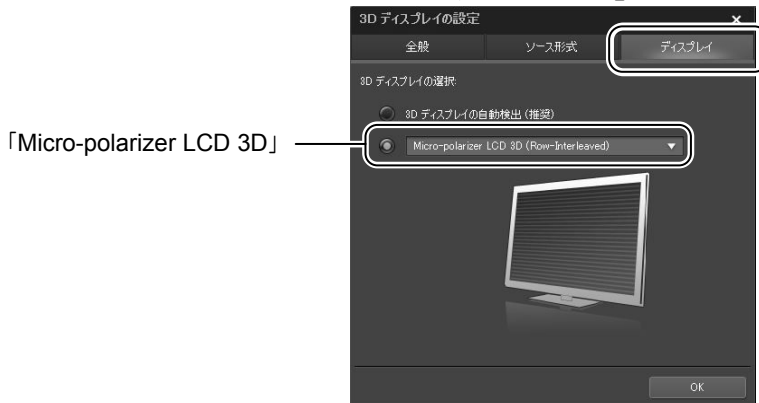 3D ディスプレイの設定
×
全般 ソース形式 ディスプレイ
3D ディスプレイの選択:
3D ディスプレイの自動検出 (推奨)
「Micro-polarizer LCD 3D」
Micro-polarizer LCD 3D (Row-Interleaved)
OK